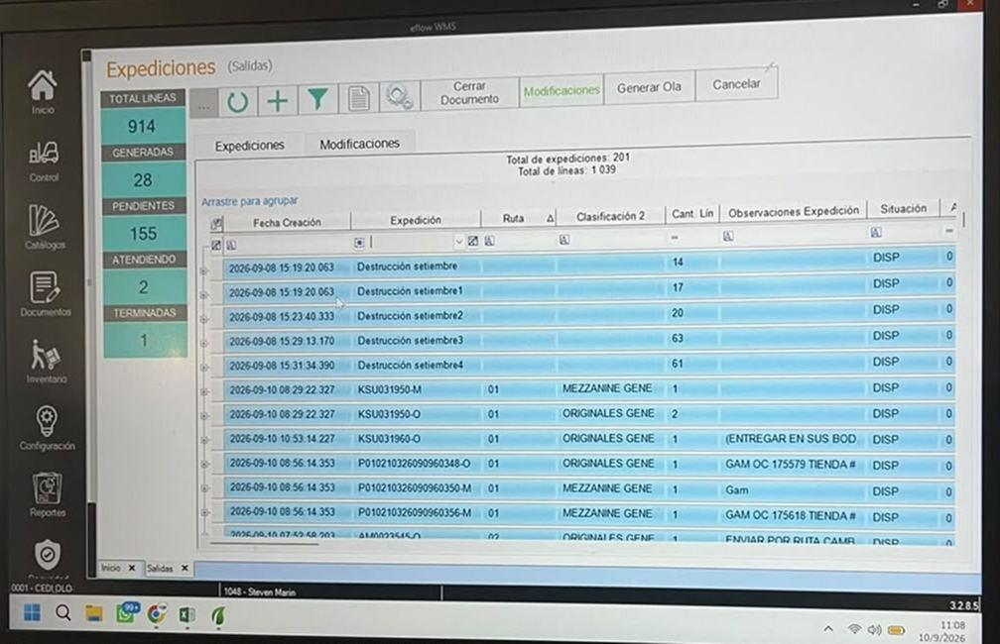 eflow WMS
Expediciones (Salidas)
Inicio
Control
Catálogos
Documentos
Inventario
Configuración
Reportes
TOTAL LINEAS
914
GENERADAS
28
PENDIENTES
155
ATENDIENDO
2
TERMINADAS
1
... Cerrar Documento Modificaciones Generar Ola Cancelar
Expediciones Modificaciones
Total de expediciones: 201
Total de líneas: 1 039
Arrastre para agrupar
Fecha Creación Expedición Ruta Clasificación 2 Cant. Lín Observaciones Expedición Situación A
2026-09-08 15:19:20.063 Destrucción setiembre 14 DISP 0
2026-09-08 15:19:20.063 Destrucción setiembre1 17 DISP 0
2026-09-08 15:23:40.333 Destrucción setiembre2 20 DISP 0
2026-09-08 15:29:13.170 Destrucción setiembre3 63 DISP 0
2026-09-08 15:31:34.390 Destrucción setiembre4 61 DISP 0
2026-09-10 08:29:22.327 KSU031950-M 01 MEZZANINE GENE 1 DISP 0
2026-09-10 08:29:22.327 KSU031950-O 01 ORIGINALES GENE 2 DISP 0
2026-09-10 10:53:14.227 KSU031960-O 01 ORIGINALES GENE 1 (ENTREGAR EN SUS BOD DISP 0
2026-09-10 08:56:14.353 P010210326090960348-O 01 ORIGINALES GENE 1 GAM OC 175579 TIENDA # DISP 0
2026-09-10 08:56:14.353 P010210326090960350-M 01 MEZZANINE GENE 1 Gam DISP 0
2026-09-10 08:56:14.353 P010210326090960356-M 01 MEZZANINE GENE 1 GAM OC 175618 TIENDA # DISP 0
2026-09-10 07:52:58.203 AM0023545-O 02 ORIGINALES GENE 1 ENVIAR POR RUTA CAMB DISP 0
Inicio X Salidas X
0001 - CEDI_OLO 1048 - Steven Marin 3.2.8.5
99+
11:08
10/9/2026